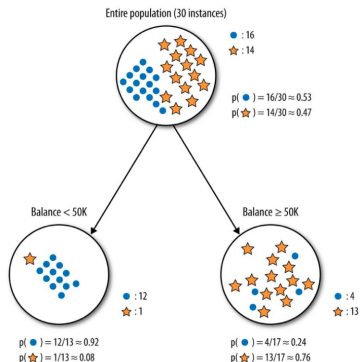 Entire population (30 instances)
: 16
: 14
p( ) = 16/30 ≈ 0.53
p( ) = 14/30 ≈ 0.47
Balance < 50K
Balance ≥ 50K
: 12
: 1
: 4
: 13
p( ) = 12/13 ≈ 0.92
p( ) = 1/13 ≈ 0.08
p( ) = 4/17 ≈ 0.24
p( ) = 13/17 ≈ 0.76